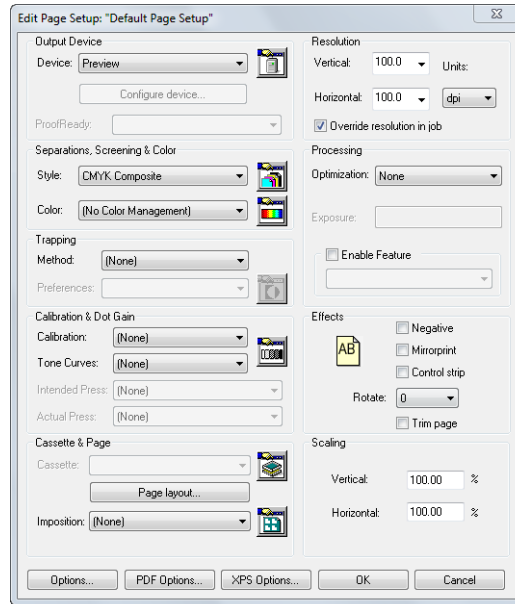 Edit Page Setup: "Default Page Setup"
Output Device
Device: Preview
Configure device...
ProofReady:
Separations, Screening & Color
Style: CMYK Composite
Color: (No Color Management)
Trapping
Method: (None)
Preferences:
Calibration & Dot Gain
Calibration: (None)
Tone Curves: (None)
Intended Press: (None)
Actual Press: (None)
Cassette & Page
Cassette:
Page layout...
Imposition: (None)
Resolution
Vertical: 100.0 Units:
Horizontal: 100.0 dpi
Override resolution in job
Processing
Optimization: None
Exposure:
Enable Feature
Effects
AB
Negative
Mirrorprint
Control strip
Rotate: 0
Trim page
Scaling
Vertical: 100.00 %
Horizontal: 100.00 %
Options... PDF Options... XPS Options... OK Cancel